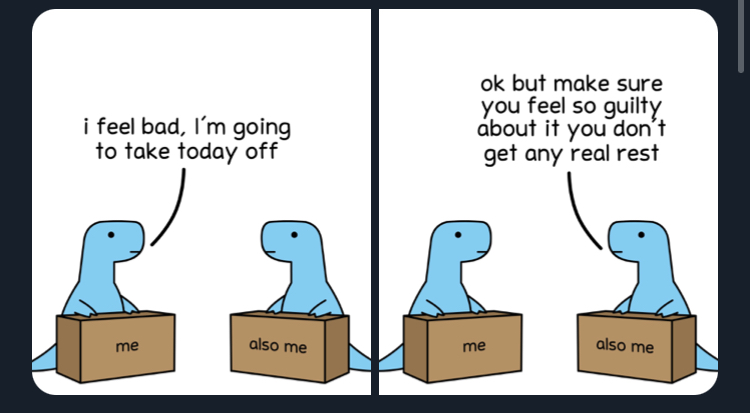 i feel bad, I'm going
to take today off
me
also me
ok but make sure
you feel so guilty
about it you don't
get any real rest
me
also me